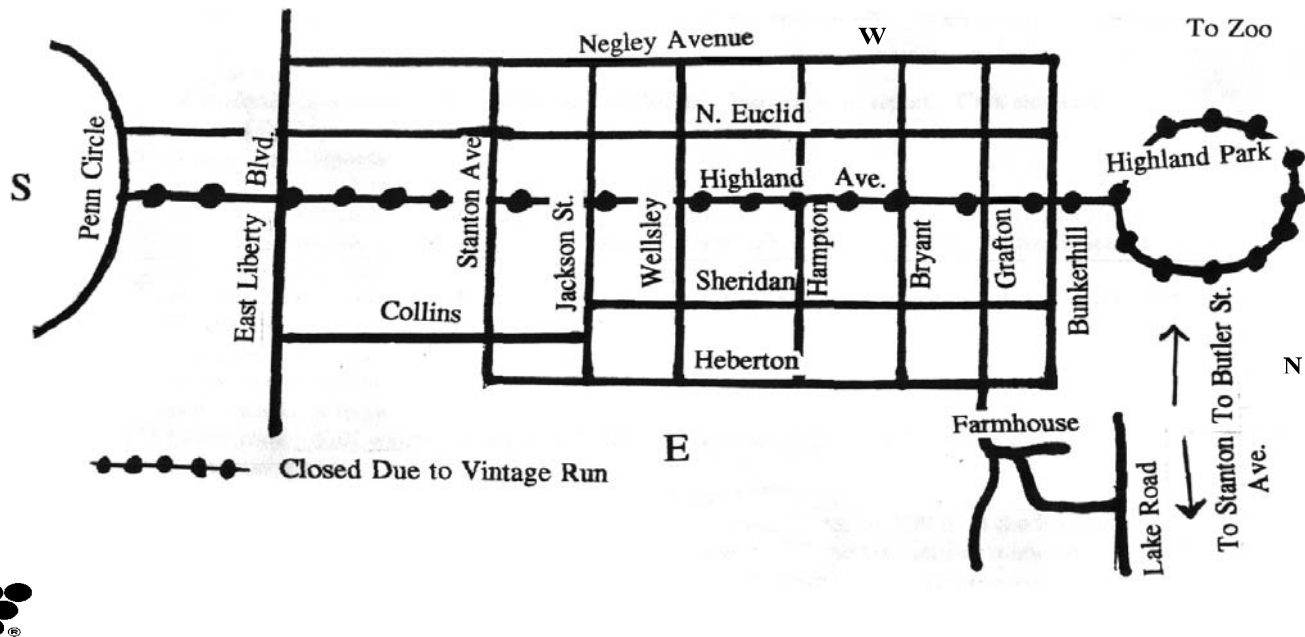 To Zoo
Negley Avenue
W
N. Euclid
Highland Park
S
Penn Circle
East Liberty Blvd.
Stanton Ave
Jackson St.
Wellsley
Highland Ave.
Hampton
Bryant
Grafton
Bunkerhill
Sheridan
Collins
Heberton
N
E
Farmhouse
Lake Road
To Stanton Ave.
To Butler St.
Closed Due to Vintage Run
®